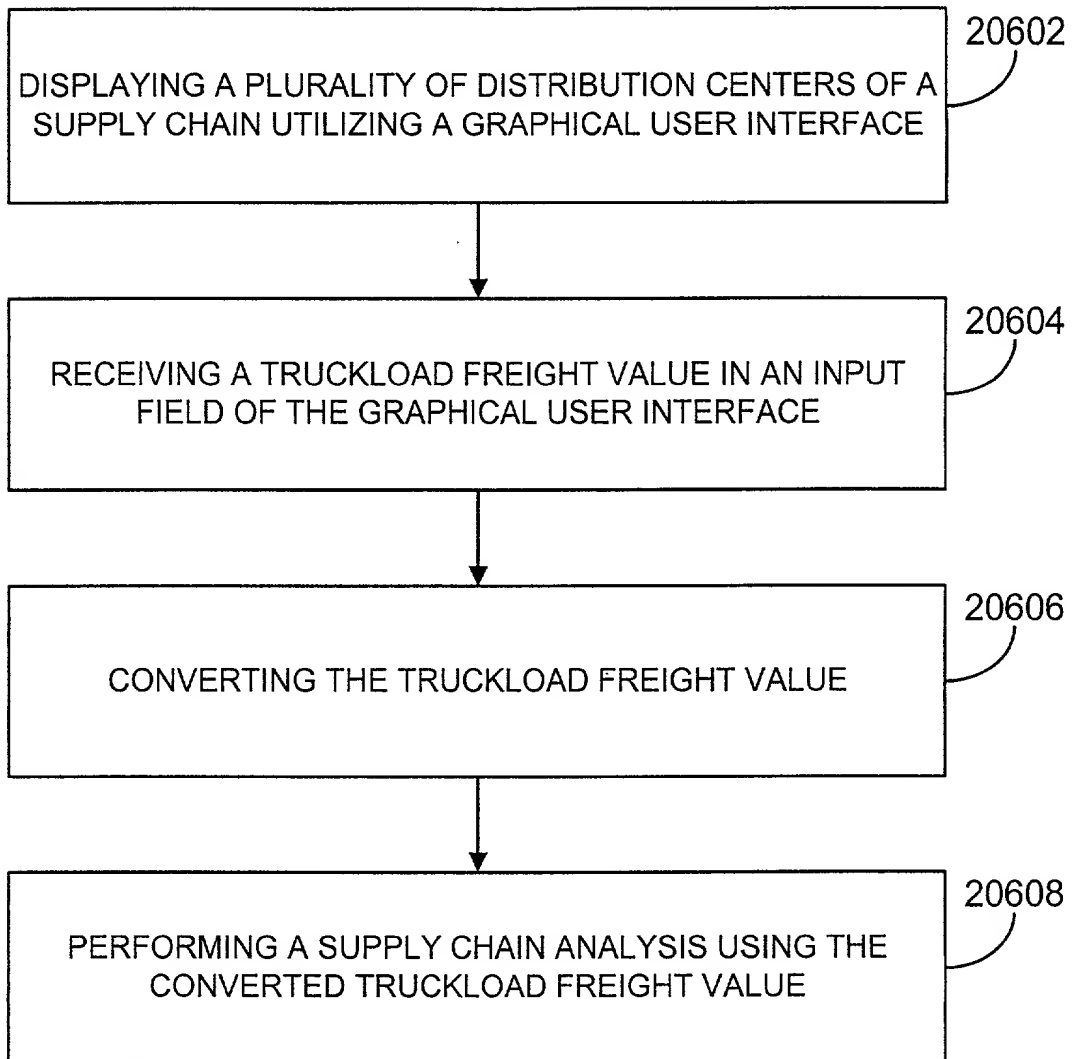 20602
DISPLAYING A PLURALITY OF DISTRIBUTION CENTERS OF A
SUPPLY CHAIN UTILIZING A GRAPHICAL USER INTERFACE
20604
RECEIVING A TRUCKLOAD FREIGHT VALUE IN AN INPUT
FIELD OF THE GRAPHICAL USER INTERFACE
20606
CONVERTING THE TRUCKLOAD FREIGHT VALUE
20608
PERFORMING A SUPPLY CHAIN ANALYSIS USING THE
CONVERTED TRUCKLOAD FREIGHT VALUE